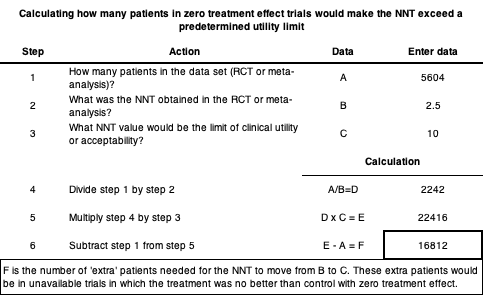 Calculating how many patients in zero treatment effect trials would make the NNT exceed a
predetermined utility limit
Step Action Data Enter data
1 How many patients in the data set (RCT or meta-
analysis)? A 5604
2 What was the NNT obtained in the RCT or meta-
analysis? B 2.5
3 What NNT value would be the limit of clinical utility
or acceptability? C 10
Calculation
4 Divide step 1 by step 2 A/B=D 2242
5 Multiply step 4 by step 3 D x C = E 22416
6 Subtract step 1 from step 5 E - A = F 16812
F is the number of 'extra' patients needed for the NNT to move from B to C. These extra patients would
be in unavailable trials in which the treatment was no better than control with zero treatment effect.